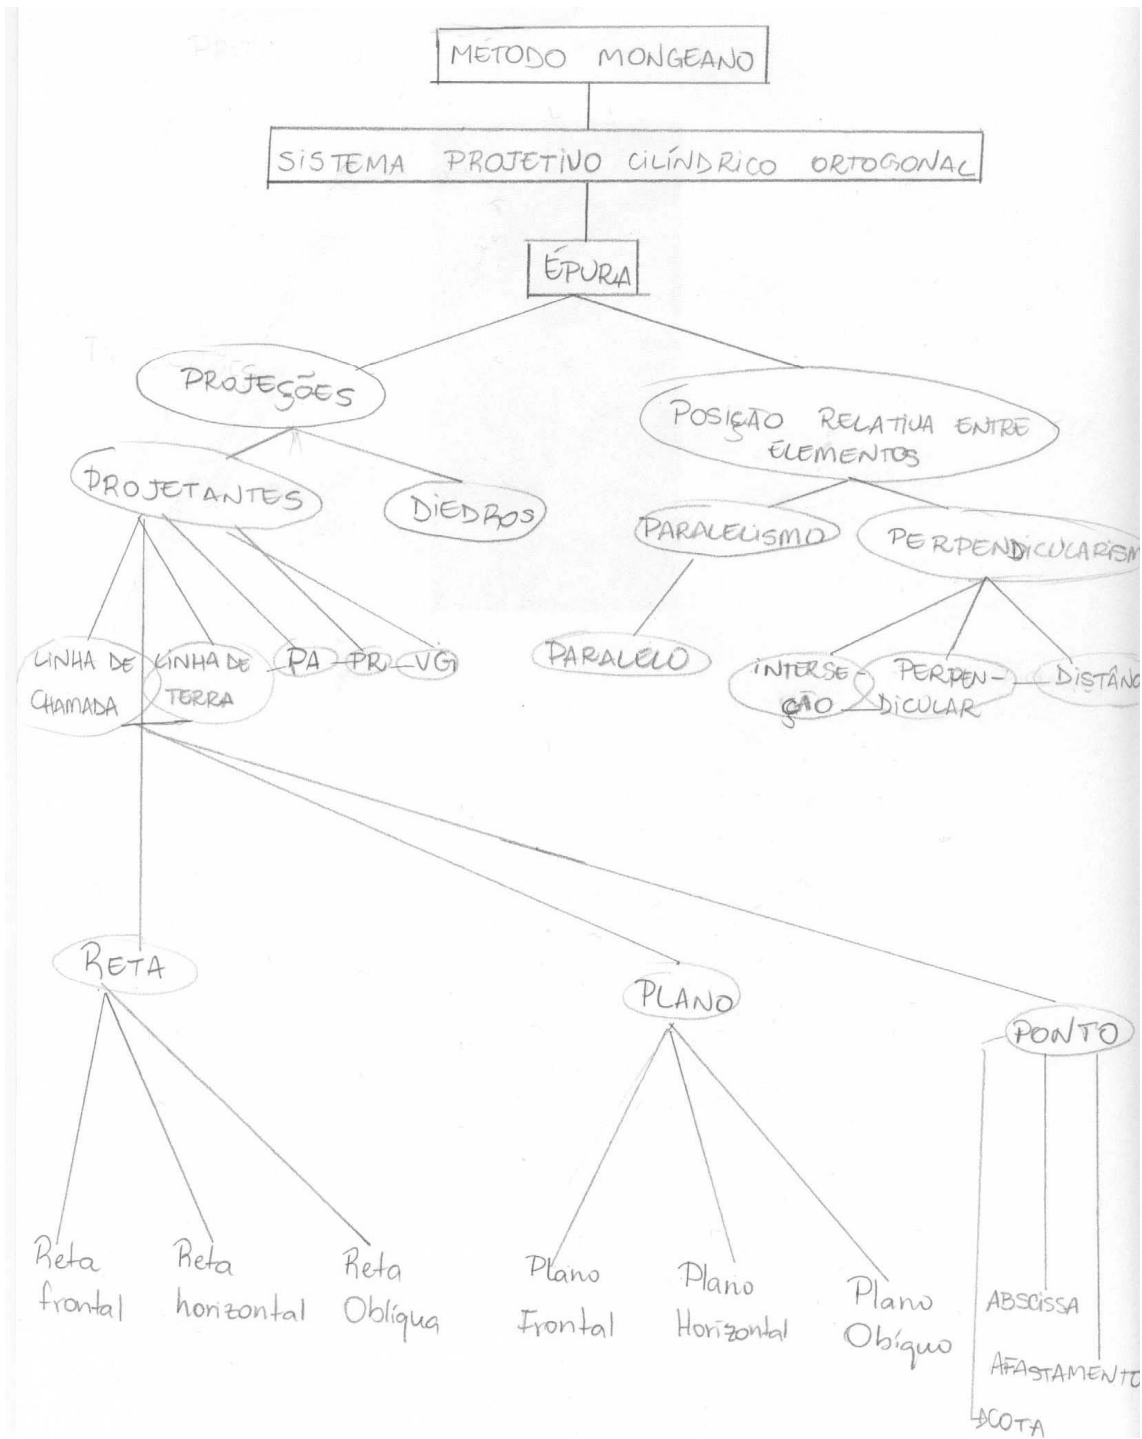 MÉTODO MONGEANO
SISTEMA PROJETIVO CILÍNDRICO ORTOGONAL
ÉPURA
PROJEÇÕES
POSIÇÃO RELATIVA ENTRE
ELEMENTOS
PROJETANTES
DIEDROS
PARALELISMO
PERPENDICULARISM
LINHA DE
CHAMADA
LINHA DE
TERRA
PA
PR
VG
PARALELO
INTERSE-
ÇÃO
PERPEN-
DICULAR
DISTÂNC
RETA
PLANO
PONTO
Reta
frontal
Reta
horizontal
Reta
Oblíqua
Plano
Frontal
Plano
Horizontal
Plano
Obíquo
ABSCISSA
AFASTAMENTO
COTA